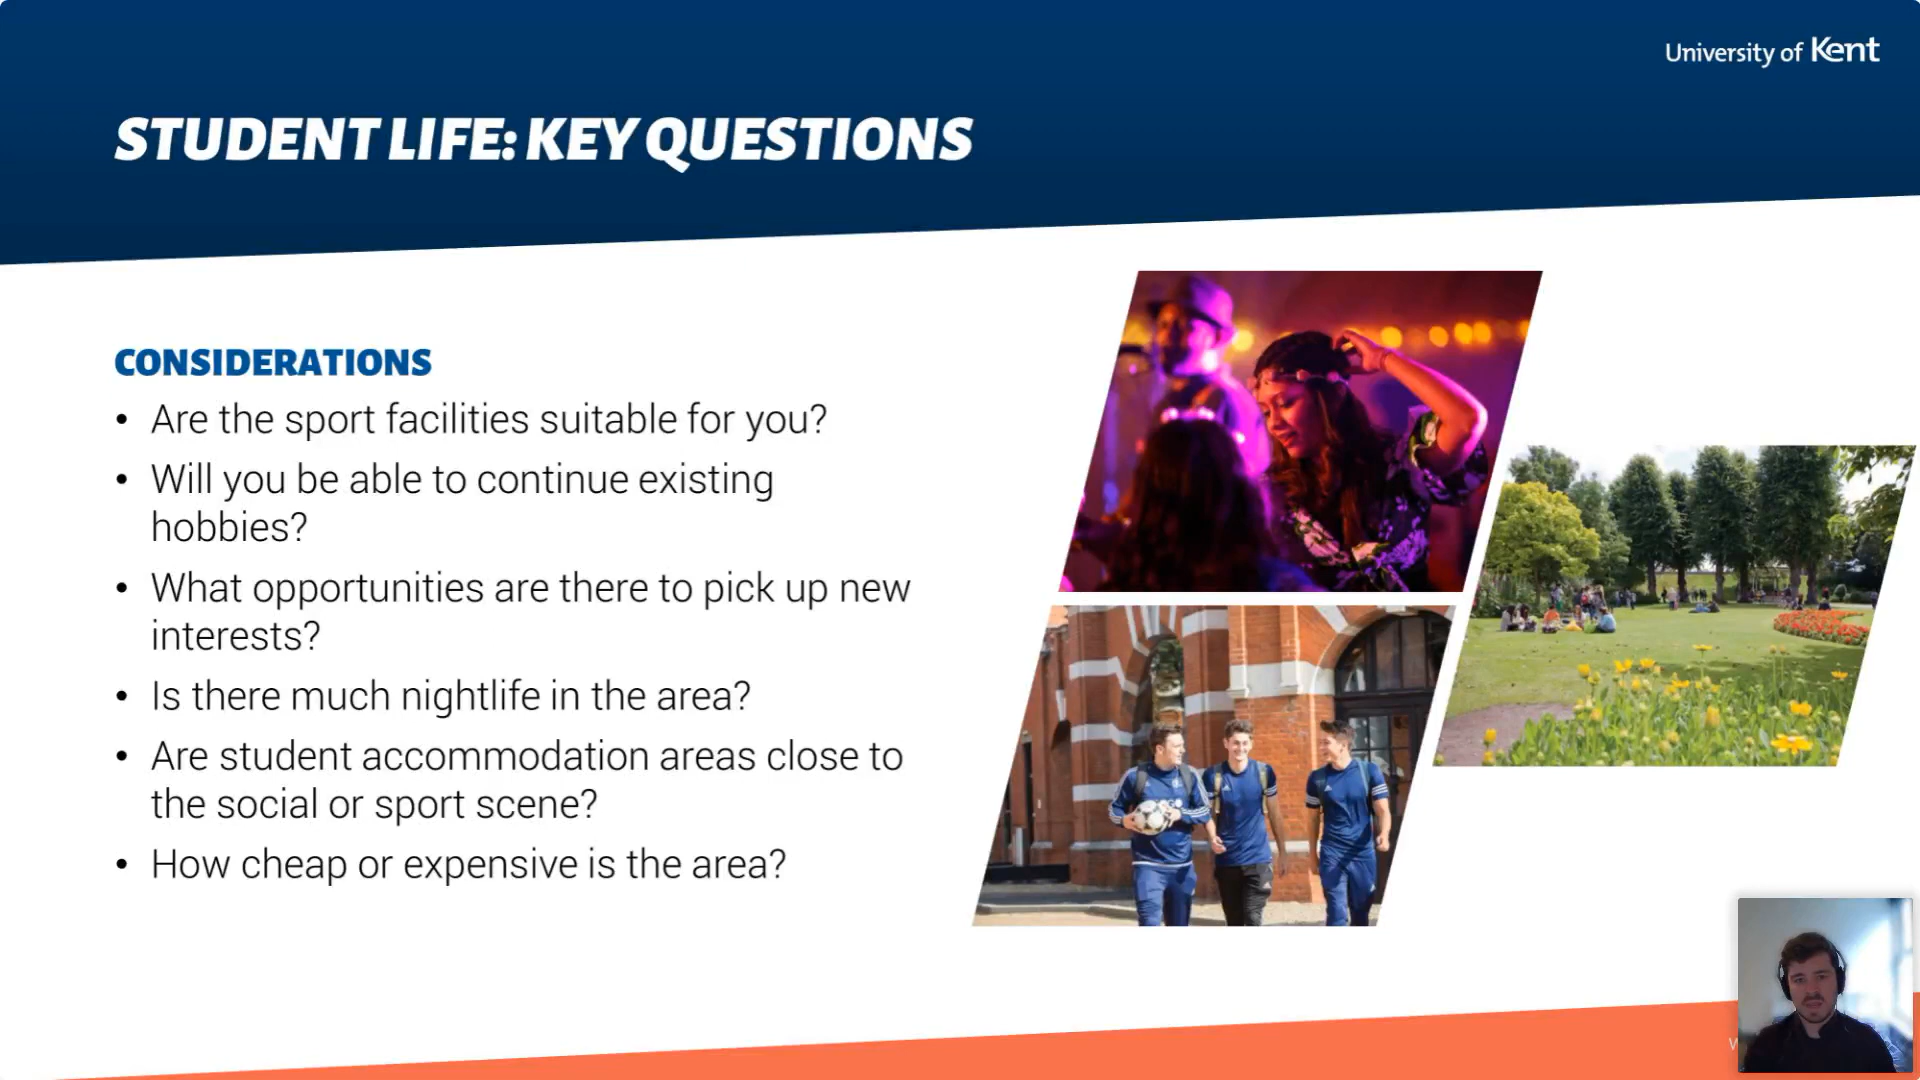 University of Kent
STUDENT LIFE: KEY QUESTIONS
CONSIDERATIONS
• Are the sport facilities suitable for you?
• Will you be able to continue existing
hobbies?
• What opportunities are there to pick up new
interests?
• Is there much nightlife in the area?
• Are student accommodation areas close to
the social or sport scene?
• How cheap or expensive is the area?